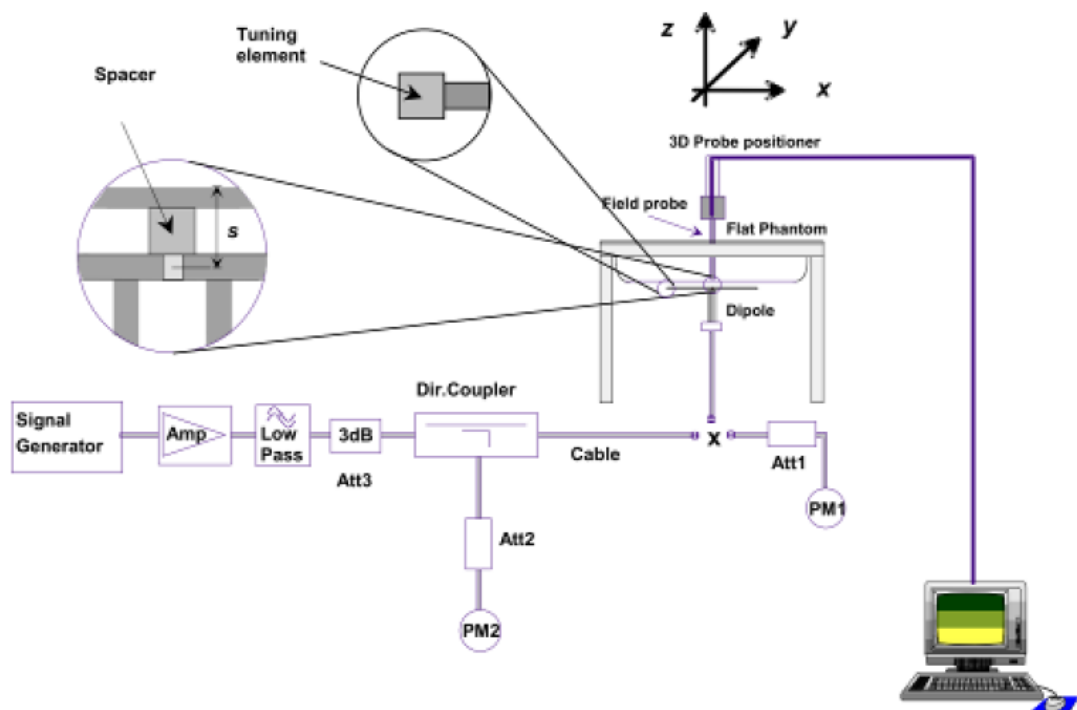 Tuning
element
Spacer
z
y
x
3D Probe positioner
s
Field probe
Flat Phantom
Dipole
Dir.Coupler
Signal
Generator
Amp
Low
Pass
3dB
Att3
Cable
x
Att1
PM1
Att2
PM2